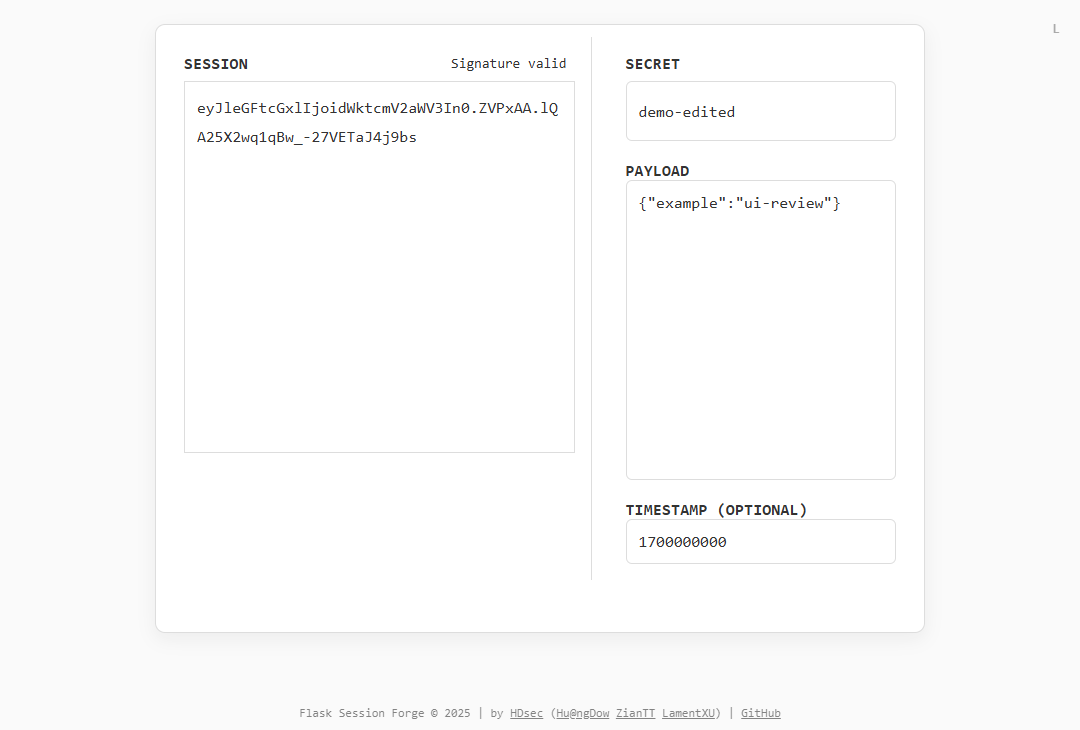 L
SESSION
Signature valid
eyJleGFtcGxlIjoidWktcmV2aWV3In0.ZVPxAA.lQ
A25X2wq1qBw_-27VETaJ4j9bs
SECRET
demo-edited
PAYLOAD
{"example":"ui-review"}
TIMESTAMP (OPTIONAL)
1700000000
Flask Session Forge © 2025 | by HDsec (Hu@ngDow ZianTT LamentXU) | GitHub